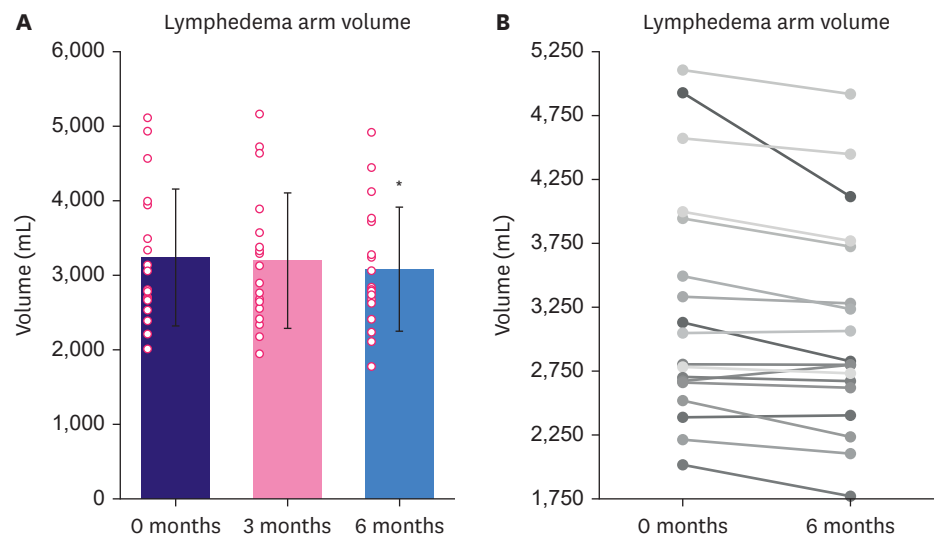 A
Lymphedema arm volume
6,000
5,000
4,000
3,000
2,000
1,000
0
Volume (mL)
*
0 months
3 months
6 months
B
Lymphedema arm volume
5,250
4,750
4,250
3,750
3,250
2,750
2,250
1,750
Volume (mL)
0 months
6 months